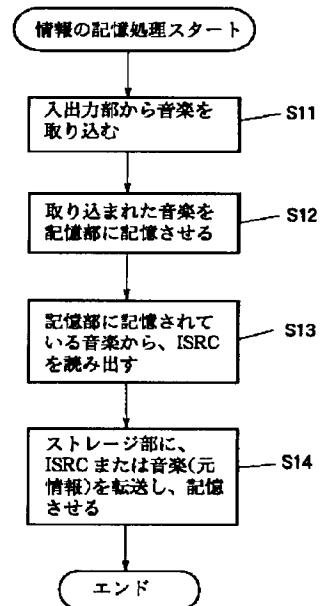 情報の記憶処理スタート
入出力部から音楽を
取り込む
S11
取り込まれた音楽を
記憶部に記憶させる
S12
記憶部に記憶されて
いる音楽から、ISRC
を読み出す
S13
ストレージ部に、
ISRC または音楽(元
情報)を転送し、記憶
させる
S14
エンド